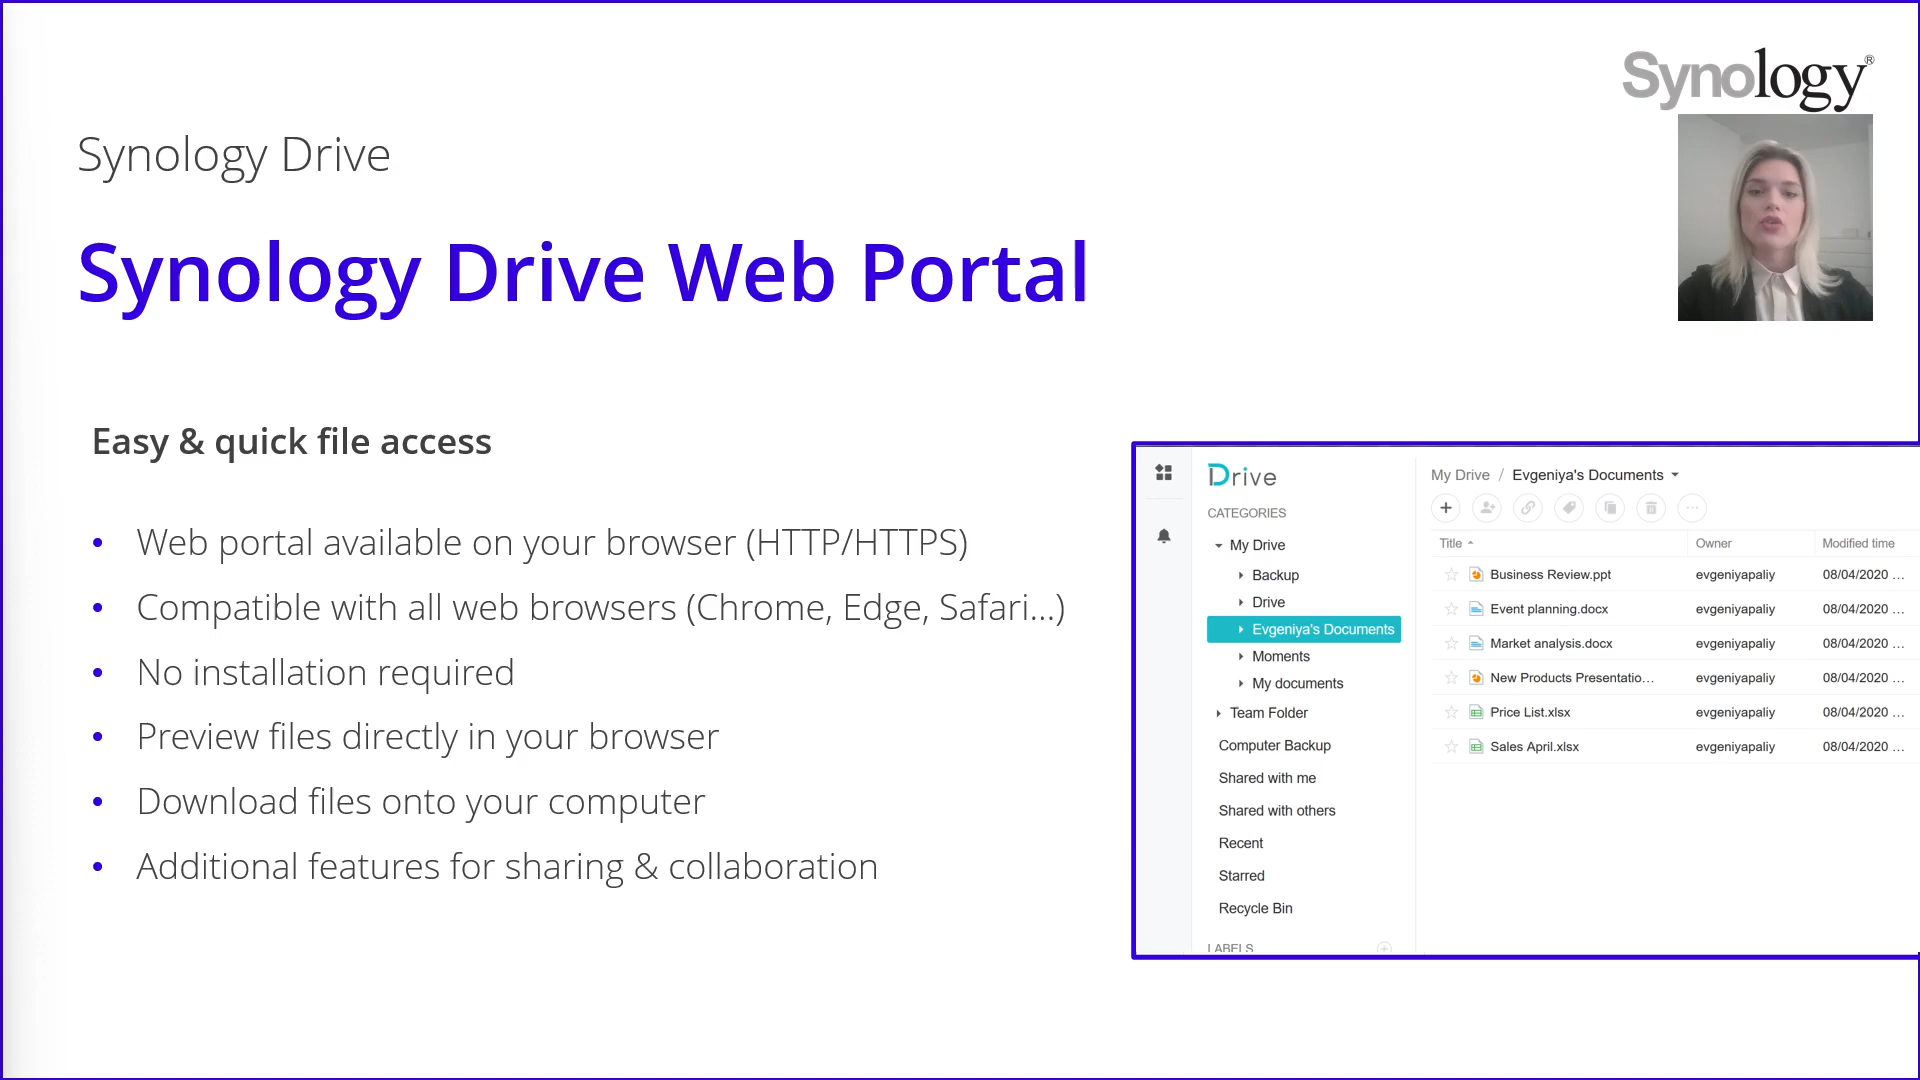 Synology®
Synology Drive
Synology Drive Web Portal
Easy & quick file access
• Web portal available on your browser (HTTP/HTTPS)
• Compatible with all web browsers (Chrome, Edge, Safari...)
• No installation required
• Preview files directly in your browser
• Download files onto your computer
• Additional features for sharing & collaboration
Drive
CATEGORIES
My Drive
Backup
Drive
Evgeniya's Documents
Moments
My documents
Team Folder
Computer Backup
Shared with me
Shared with others
Recent
Starred
Recycle Bin
LABELS
My Drive / Evgeniya's Documents
Title Owner Modified time
Business Review.ppt evgeniyapaliy 08/04/2020 ...
Event planning.docx evgeniyapaliy 08/04/2020 ...
Market analysis.docx evgeniyapaliy 08/04/2020 ...
New Products Presentatio... evgeniyapaliy 08/04/2020 ...
Price List.xlsx evgeniyapaliy 08/04/2020 ...
Sales April.xlsx evgeniyapaliy 08/04/2020 ...